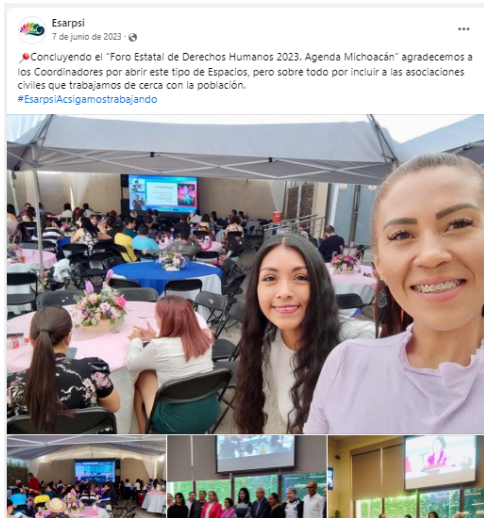 Esarpsi
7 de junio de 2023 ·
📍Concluyendo el "Foro Estatal de Derechos Humanos 2023. Agenda Michoacán" agradecemos a
los Coordinadores por abrir este tipo de Espacios, pero sobre todo por incluir a las asociaciones
civiles que trabajamos de cerca con la población.
#EsarpsiAcsigamostrabajando